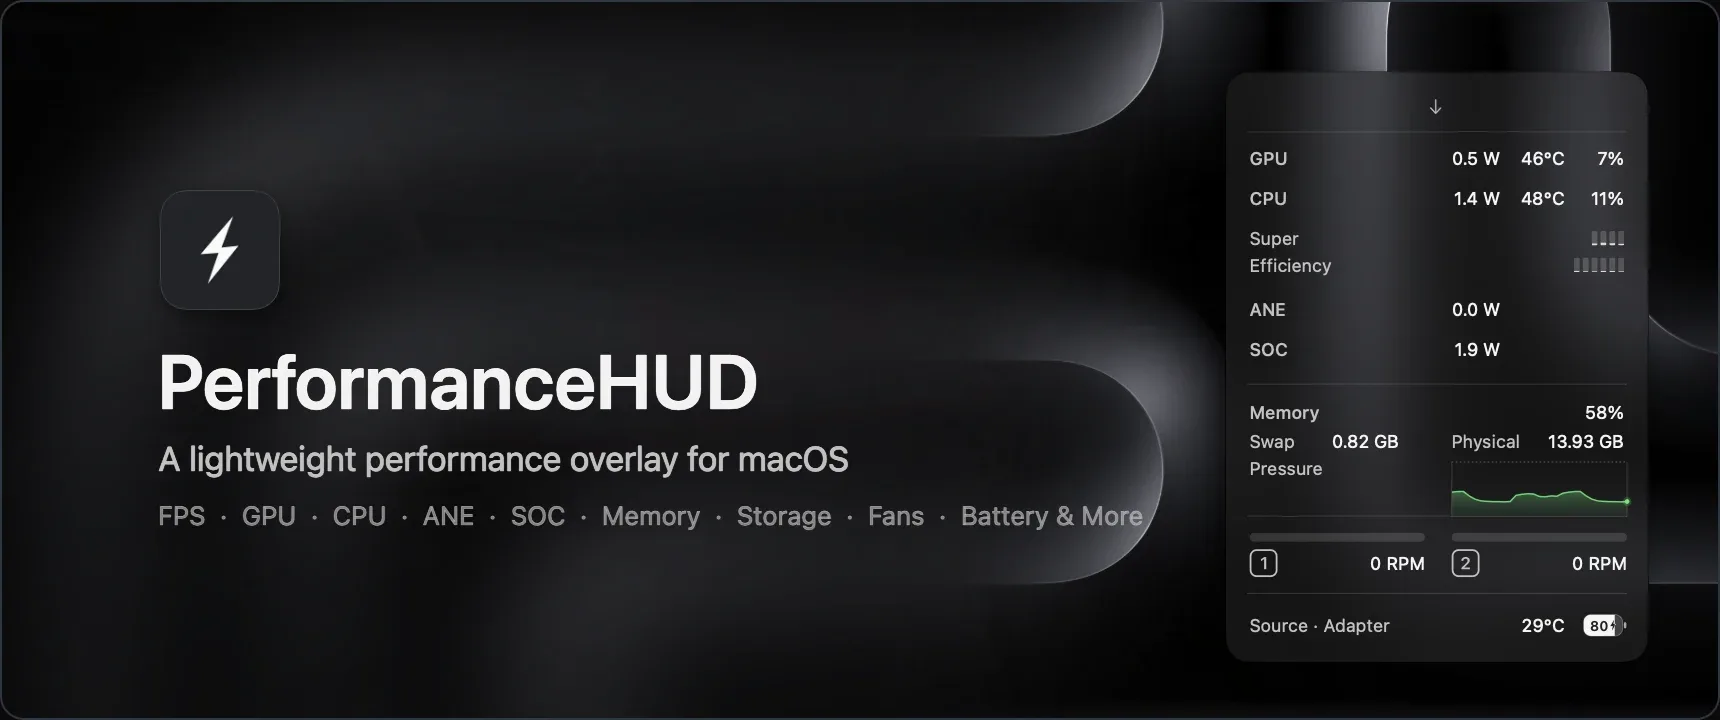 PerformanceHUD
A lightweight performance overlay for macOS
FPS · GPU · CPU · ANE · SOC · Memory · Storage · Fans · Battery & More
GPU 0.5 W 46°C 7%
CPU 1.4 W 48°C 11%
Super
Efficiency
ANE 0.0 W
SOC 1.9 W
Memory 58%
Swap 0.82 GB Physical 13.93 GB
Pressure
1 0 RPM 2 0 RPM
Source · Adapter 29°C 80